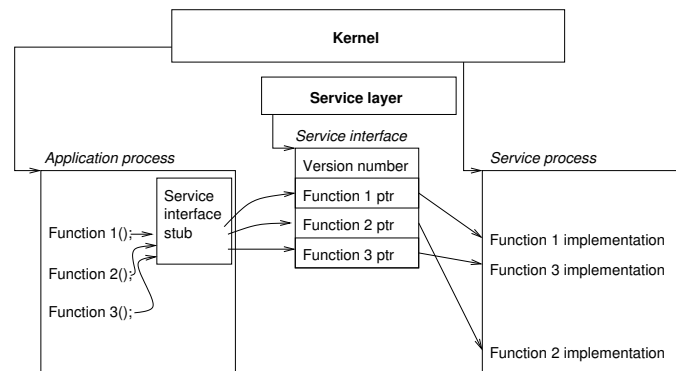 Kernel
Service layer
Application process
Service interface
Service process
Version number
Service
interface
stub
Function 1 ptr
Function 2 ptr
Function 3 ptr
Function 1();
Function 2();
Function 3();
Function 1 implementation
Function 3 implementation
Function 2 implementation